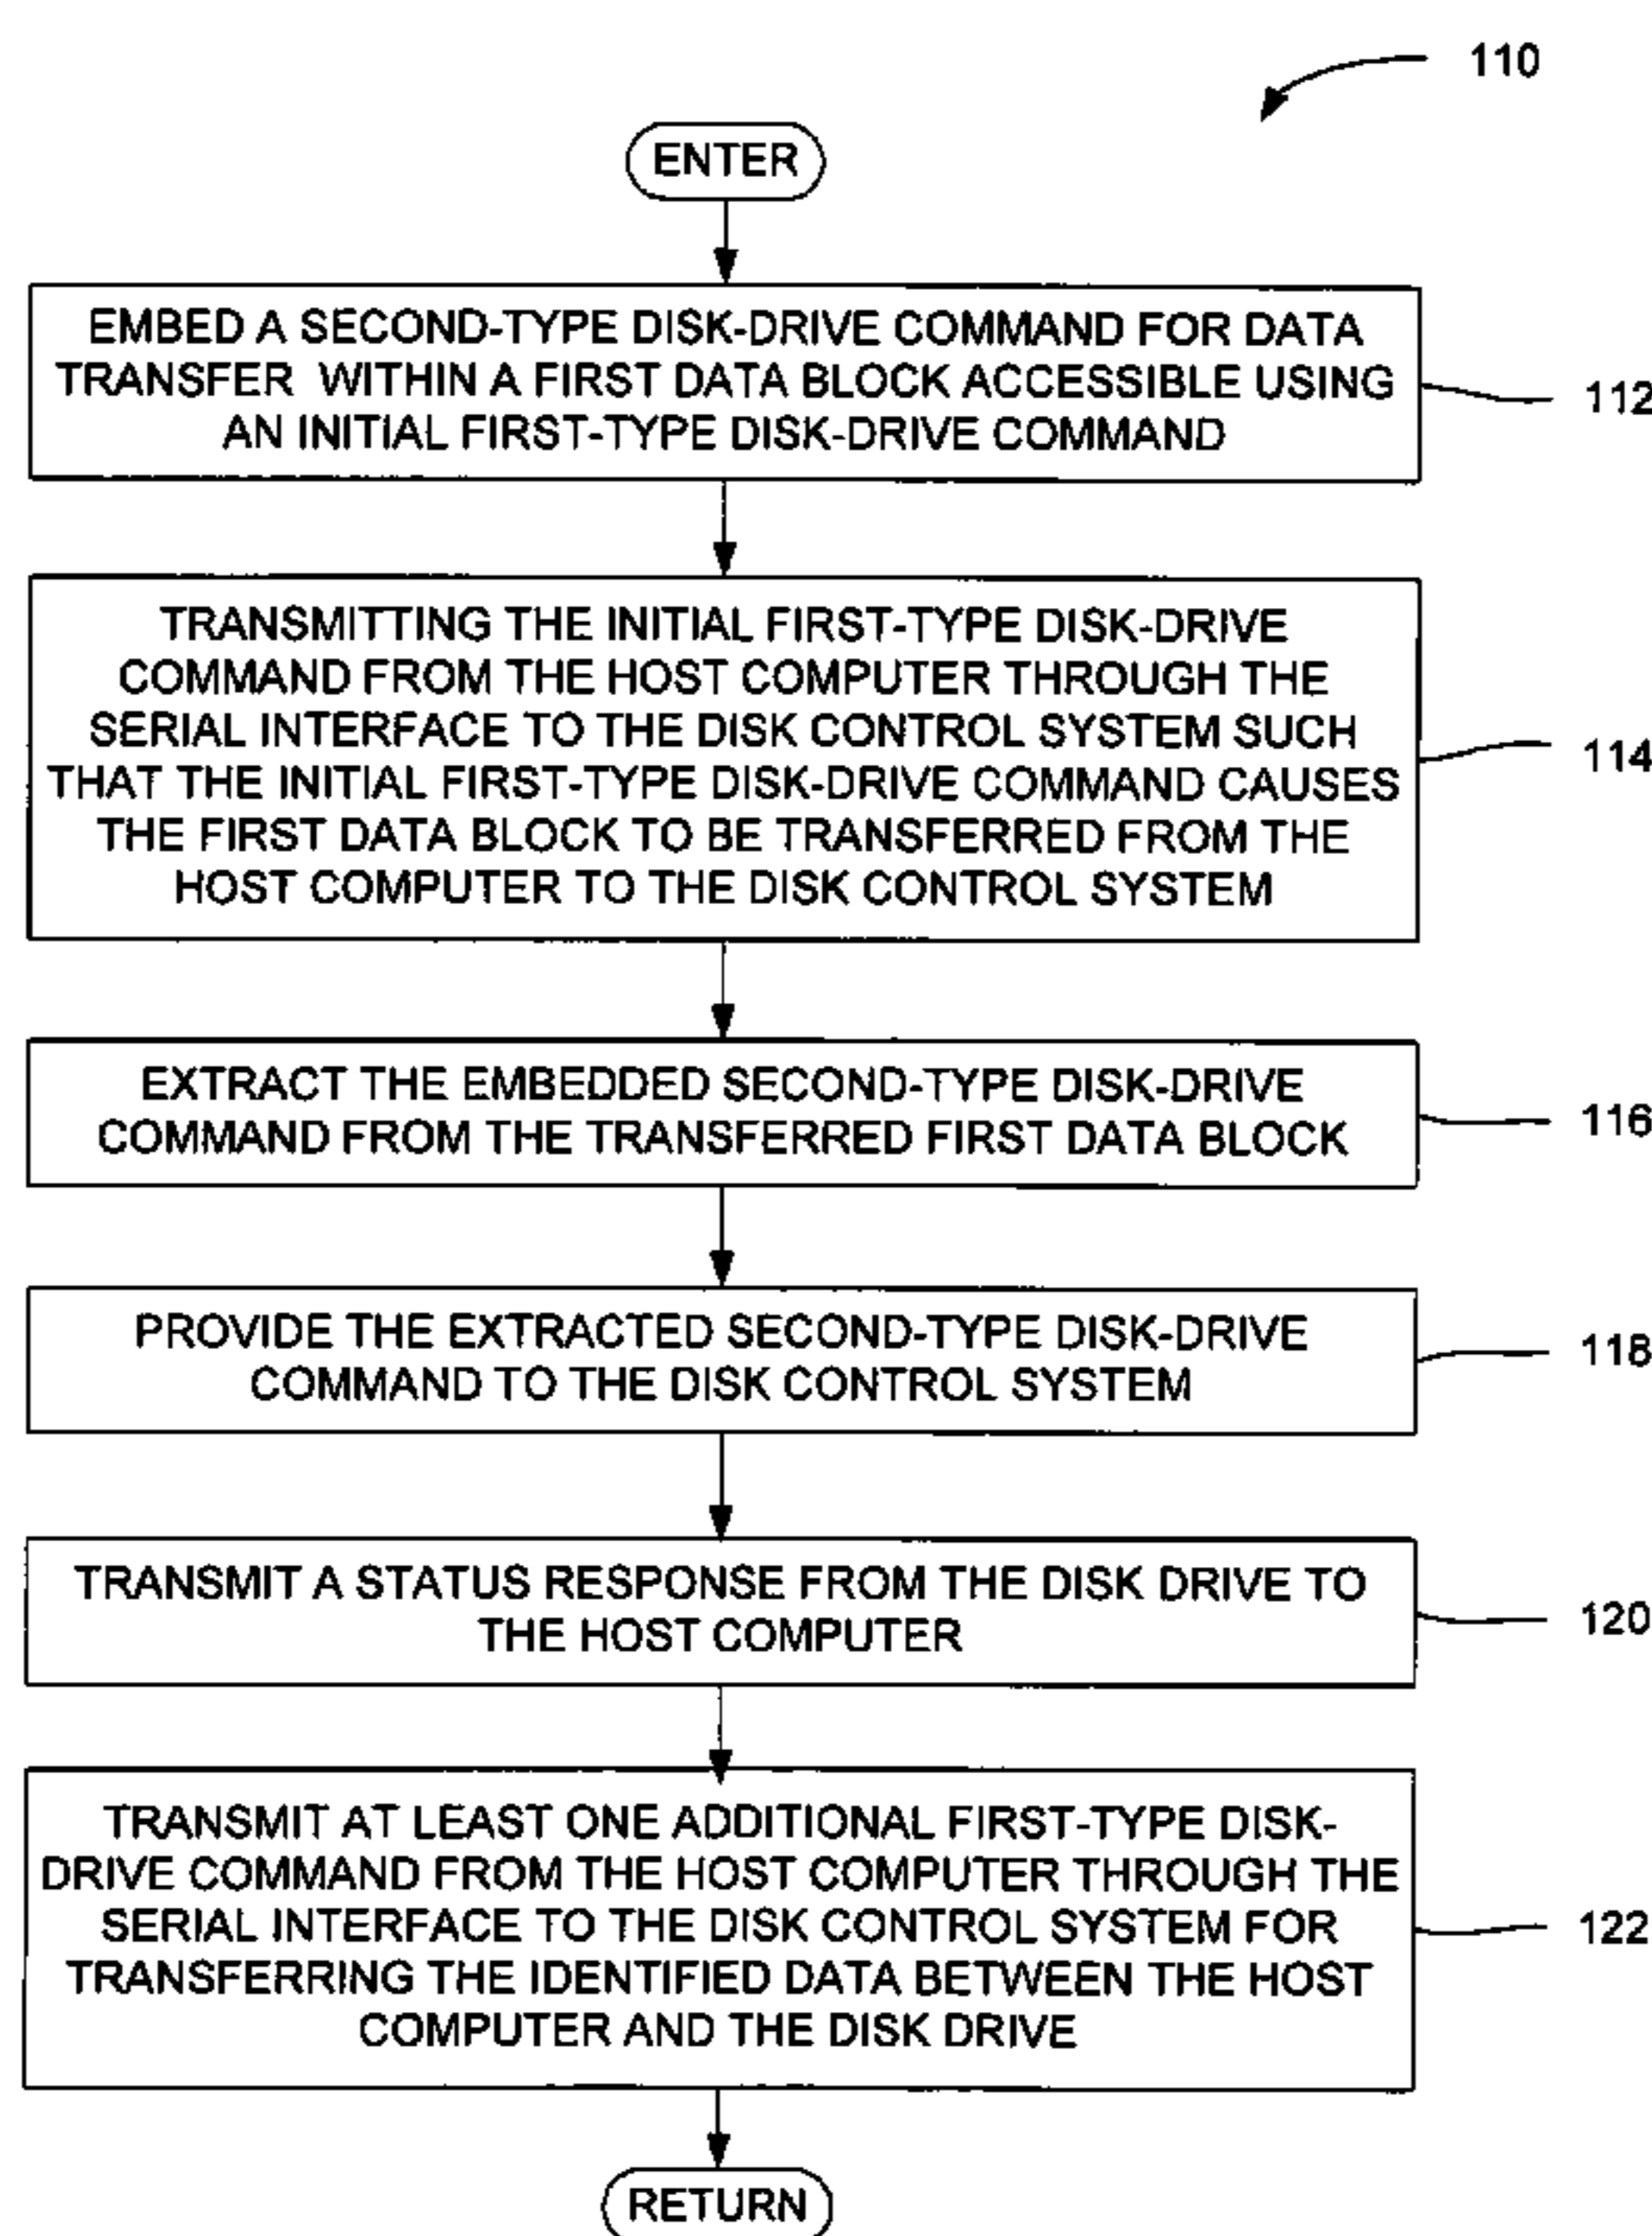 110
ENTER
EMBED A SECOND-TYPE DISK-DRIVE COMMAND FOR DATA
TRANSFER WITHIN A FIRST DATA BLOCK ACCESSIBLE USING
AN INITIAL FIRST-TYPE DISK-DRIVE COMMAND
112
TRANSMITTING THE INITIAL FIRST-TYPE DISK-DRIVE
COMMAND FROM THE HOST COMPUTER THROUGH THE
SERIAL INTERFACE TO THE DISK CONTROL SYSTEM SUCH
THAT THE INITIAL FIRST-TYPE DISK-DRIVE COMMAND CAUSES
THE FIRST DATA BLOCK TO BE TRANSFERRED FROM THE
HOST COMPUTER TO THE DISK CONTROL SYSTEM
114
EXTRACT THE EMBEDDED SECOND-TYPE DISK-DRIVE
COMMAND FROM THE TRANSFERRED FIRST DATA BLOCK
116
PROVIDE THE EXTRACTED SECOND-TYPE DISK-DRIVE
COMMAND TO THE DISK CONTROL SYSTEM
118
TRANSMIT A STATUS RESPONSE FROM THE DISK DRIVE TO
THE HOST COMPUTER
120
TRANSMIT AT LEAST ONE ADDITIONAL FIRST-TYPE DISK-
DRIVE COMMAND FROM THE HOST COMPUTER THROUGH THE
SERIAL INTERFACE TO THE DISK CONTROL SYSTEM FOR
TRANSFERRING THE IDENTIFIED DATA BETWEEN THE HOST
COMPUTER AND THE DISK DRIVE
122
RETURN